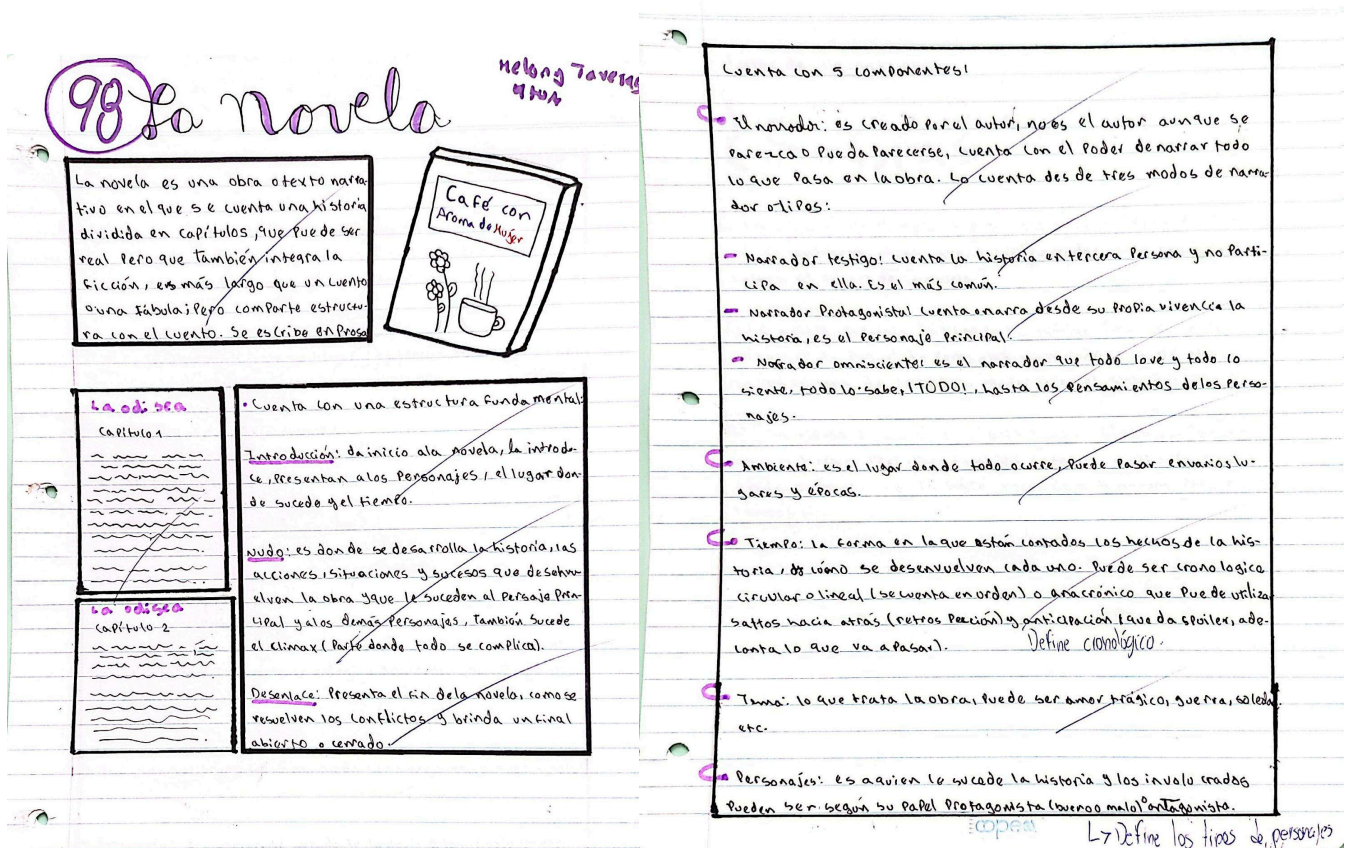 98 La novela
Melany Taveras
La novela es una obra o texto narra-
tivo en el que se cuenta una historia
dividida en capítulos, que puede ser
real pero que también integra la
ficción, es más largo que un cuento
o una fábula; pero comparte estructu-
ra con el cuento. Se escribe en prosa
Café con
Aroma de Mujer
La odisea
Capítulo 1
La odisea
Capítulo 2
• Cuenta con una estructura fundamental:
Introducción: da inicio a la novela, la introdu-
ce, presentan a los personajes, el lugar don-
de sucede y el tiempo.
Nudo: es donde se desarrolla la historia, las
acciones, situaciones y sucesos que desenvu-
elven la obra y que le suceden al persaje prin-
cipal y a los demás personajes, también sucede
el climax (parte donde todo se complica).
Desenlace: presenta el fin de la novela, como se
resuelven los conflictos y brinda un final
abierto o cerrado.
Cuenta con 5 componentes:
El narrador: es creado por el autor, no es el autor aunque se
parezca o pueda parecerse, cuenta con el poder de narrar todo
lo que pasa en la obra. Lo cuenta desde tres modos de narra-
dor o tipos:
- Narrador testigo: cuenta la historia en tercera persona y no parti-
cipa en ella. Es el más común.
- Narrador protagonista: cuenta o narra desde su propia vivencia la
historia, es el personaje principal.
- Narrador omnisciente: es el narrador que todo lo ve y todo lo
siente, todo lo sabe, ¡TODO!, hasta los pensamientos de los perso-
najes.
Ambiente: es el lugar donde todo ocurre, puede pasar en varios lu-
gares y épocas.
Tiempo: la forma en la que están contados los hechos de la his-
toria, cómo se desenvuelven cada uno. Puede ser cronologico
circular o lineal (se cuenta en orden) o anacrónico que puede utiliza
saltos hacia atrás (retrospección) y anticipación (que da spoiler, ade-
lanta lo que va a pasar).
Define cronológico.
Tema: lo que trata la obra, puede ser amor trágico, guerra, soledad
etc.
Personajes: es a quien le sucede la historia y los involucrados
pueden ser según su papel protagonista (bueno o malo) o antagonista.
↳ Define los tipos de personajes